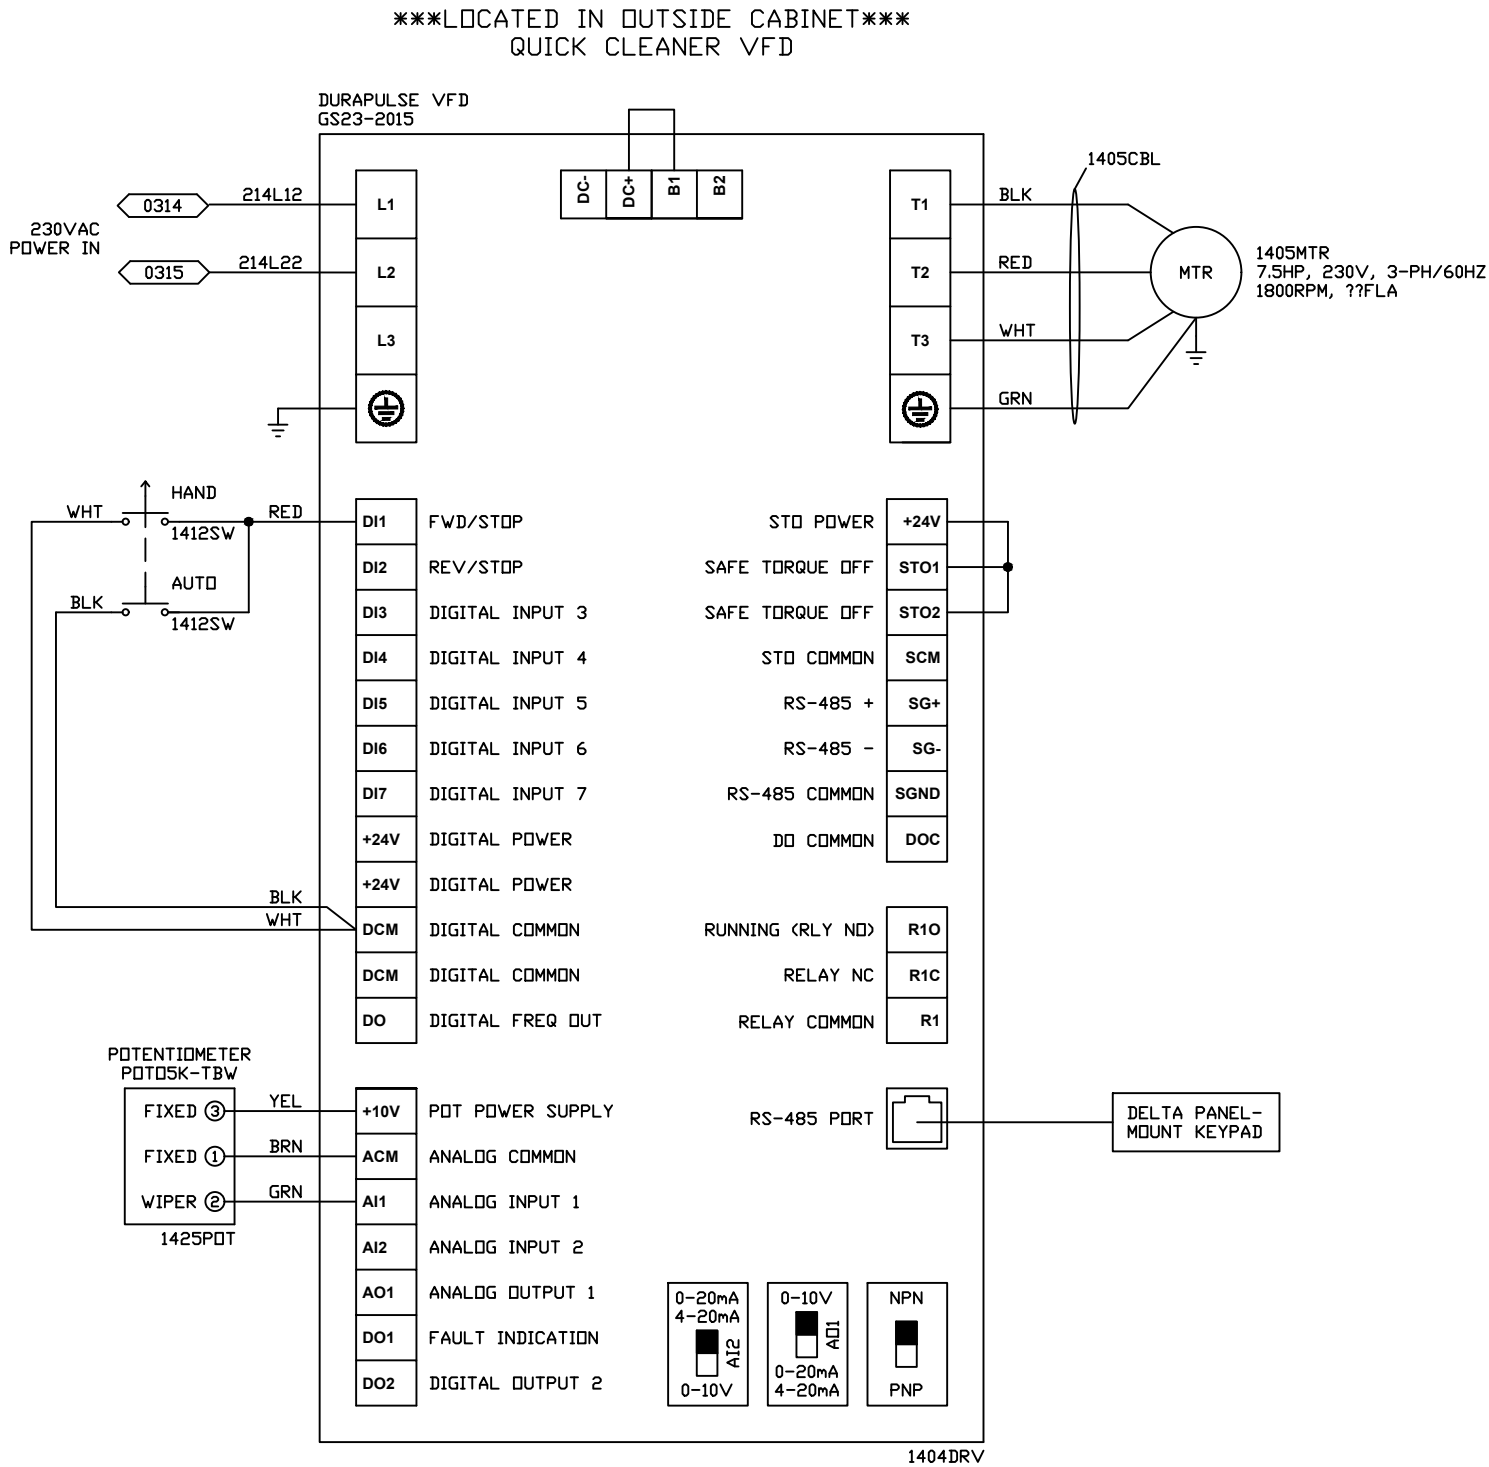 ***LOCATED IN OUTSIDE CABINET***
QUICK CLEANER VFD
DURAPULSE VFD
GS23-2015
230VAC
POWER IN
0314
214L12
0315
214L22
L1
L2
L3
DC-
DC+
B1
B2
T1
T2
T3
BLK
RED
WHT
GRN
1405CBL
MTR
1405MTR
7.5HP, 230V, 3-PH/60HZ
1800RPM, ??FLA
WHT
HAND
1412SW
RED
BLK
AUTO
1412SW
BLK
WHT
DI1 FWD/STOP
DI2 REV/STOP
DI3 DIGITAL INPUT 3
DI4 DIGITAL INPUT 4
DI5 DIGITAL INPUT 5
DI6 DIGITAL INPUT 6
DI7 DIGITAL INPUT 7
+24V DIGITAL POWER
+24V DIGITAL POWER
DCM DIGITAL COMMON
DCM DIGITAL COMMON
DO DIGITAL FREQ OUT
STO POWER +24V
SAFE TORQUE OFF STO1
SAFE TORQUE OFF STO2
STO COMMON SCM
RS-485 + SG+
RS-485 - SG-
RS-485 COMMON SGND
DO COMMON DOC
RUNNING (RLY NO) R1O
RELAY NC R1C
RELAY COMMON R1
POTENTIOMETER
POT05K-TBW
FIXED 3
FIXED 1
WIPER 2
1425POT
YEL
BRN
GRN
+10V POT POWER SUPPLY
ACM ANALOG COMMON
AI1 ANALOG INPUT 1
AI2 ANALOG INPUT 2
AO1 ANALOG OUTPUT 1
DO1 FAULT INDICATION
DO2 DIGITAL OUTPUT 2
RS-485 PORT
DELTA PANEL-
MOUNT KEYPAD
0-20mA
4-20mA
AI2
0-10V
0-10V
AO1
0-20mA
4-20mA
NPN
PNP
1404DRV